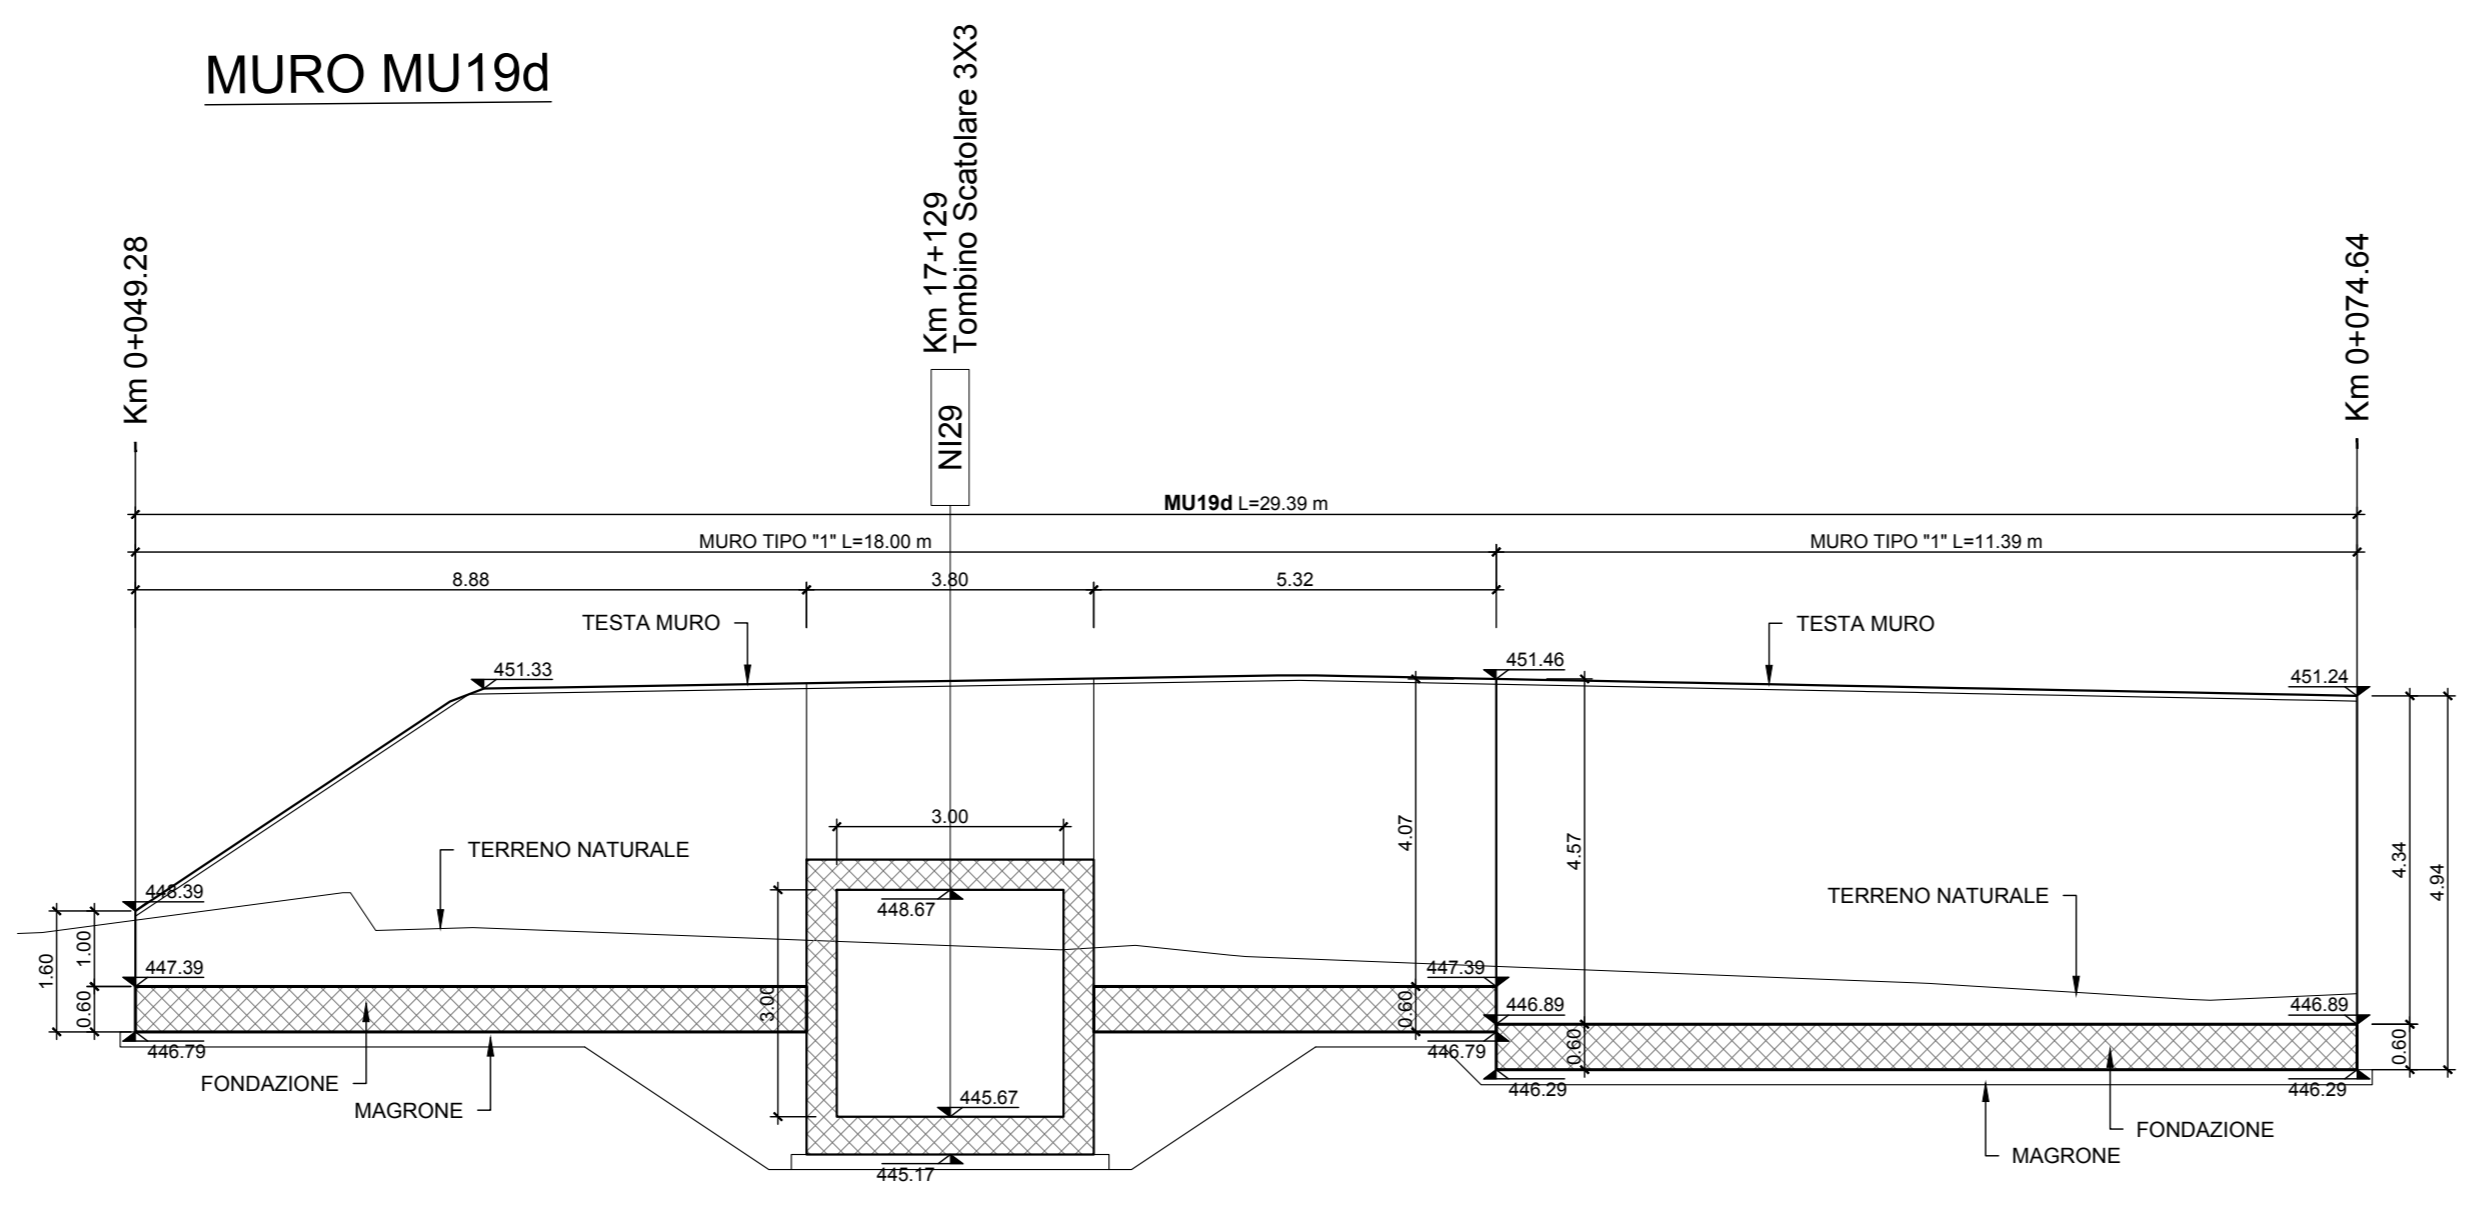 MURO MU19d
Km 0+049.28
Km 17+129
Tombino Scatolare 3X3
NI29
Km 0+074.64
MU19d L=29.39 m
MURO TIPO "1" L=18.00 m
MURO TIPO "1" L=11.39 m
8.88
3.80
5.32
TESTA MURO
TESTA MURO
451.33
451.46
451.24
3.00
4.07
4.57
4.34
4.94
TERRENO NATURALE
TERRENO NATURALE
448.39
448.67
1.60
1.00
0.60
447.39
3.00
447.39
0.60
446.89
446.89
446.79
446.79
0.60
0.60
FONDAZIONE
MAGRONE
445.67
446.29
446.29
445.17
FONDAZIONE
MAGRONE